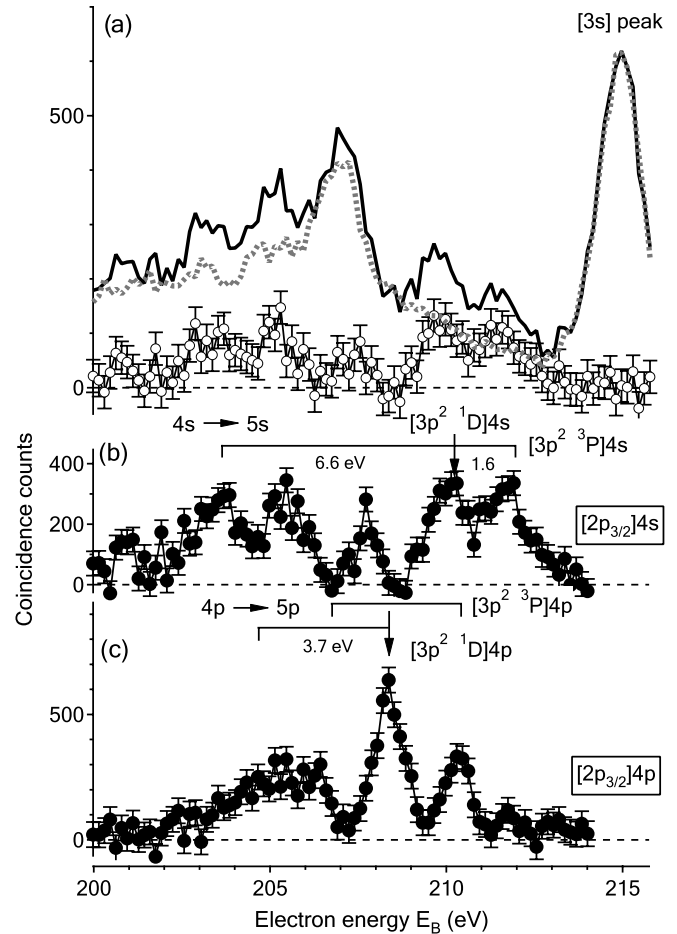 (a)
[3s] peak
500
0
4s → 5s
[3p² ¹D]4s
[3p² ³P]4s
(b)
6.6 eV
1.6
400
200
0
[2p3/2]4s
Coincidence counts
4p → 5p
[3p² ³P]4p
(c)
3.7 eV
[3p² ¹D]4p
500
0
[2p3/2]4p
200 205 210 215
Electron energy EB (eV)